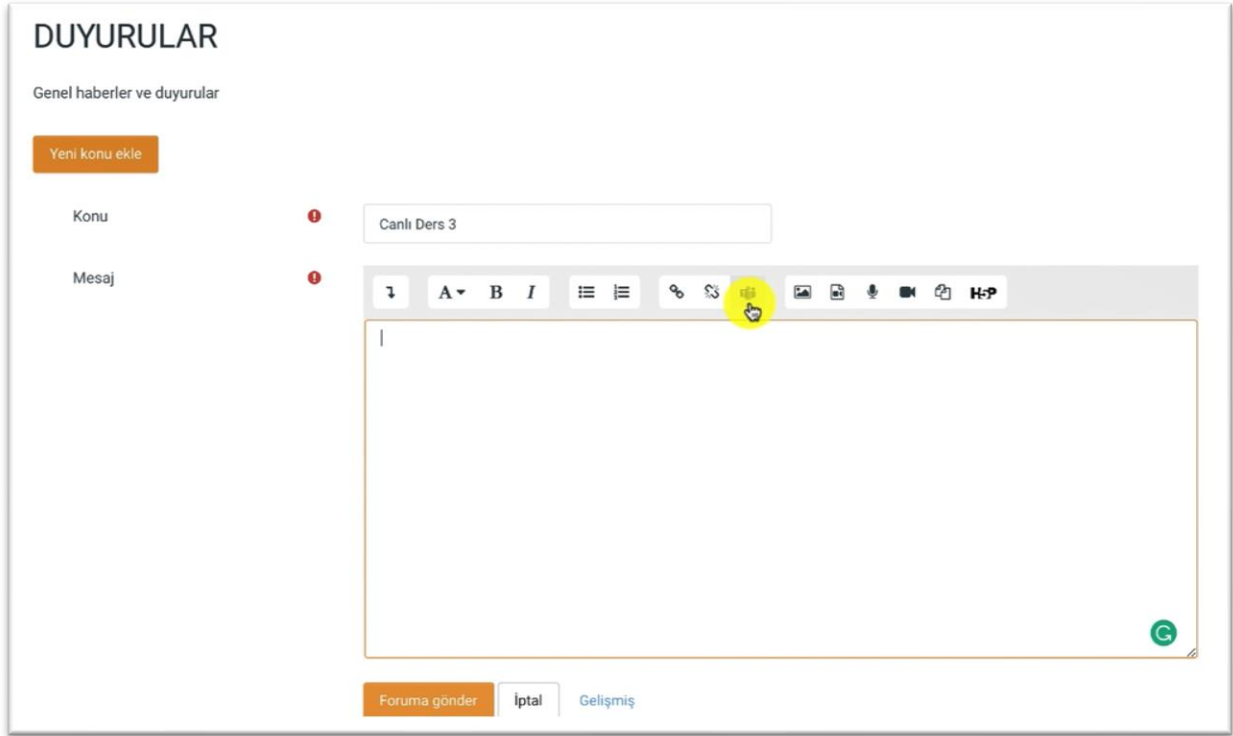 DUYURULAR
Genel haberler ve duyurular
Yeni konu ekle
Konu
Canlı Ders 3
Mesaj
A B I H5P
Foruma gönder İptal Gelişmiş